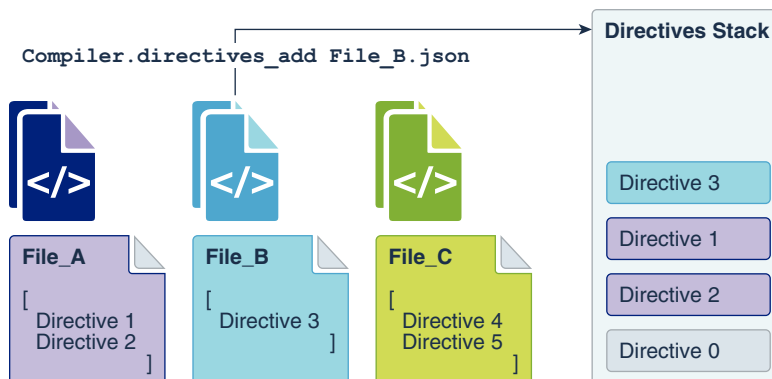 Compiler.directives_add File_B.json
Directives Stack
</>
</>
</>
File_A
[
Directive 1
Directive 2
]
File_B
[
Directive 3
]
File_C
[
Directive 4
Directive 5
]
Directive 3
Directive 1
Directive 2
Directive 0